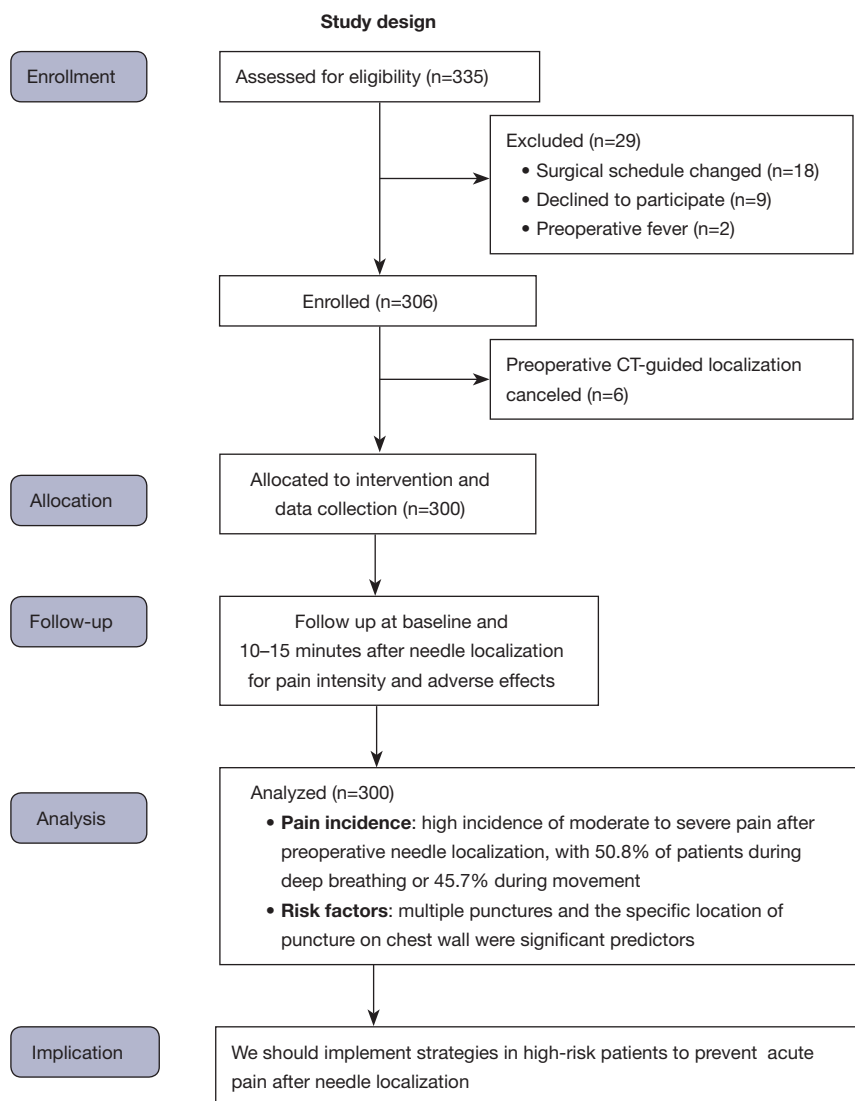 Study design
Enrollment
Assessed for eligibility (n=335)
Excluded (n=29)
• Surgical schedule changed (n=18)
• Declined to participate (n=9)
• Preoperative fever (n=2)
Enrolled (n=306)
Preoperative CT-guided localization
canceled (n=6)
Allocation
Allocated to intervention and
data collection (n=300)
Follow-up
Follow up at baseline and
10–15 minutes after needle localization
for pain intensity and adverse effects
Analysis
Analyzed (n=300)
• Pain incidence: high incidence of moderate to severe pain after
preoperative needle localization, with 50.8% of patients during
deep breathing or 45.7% during movement
• Risk factors: multiple punctures and the specific location of
puncture on chest wall were significant predictors
Implication
We should implement strategies in high-risk patients to prevent acute
pain after needle localization